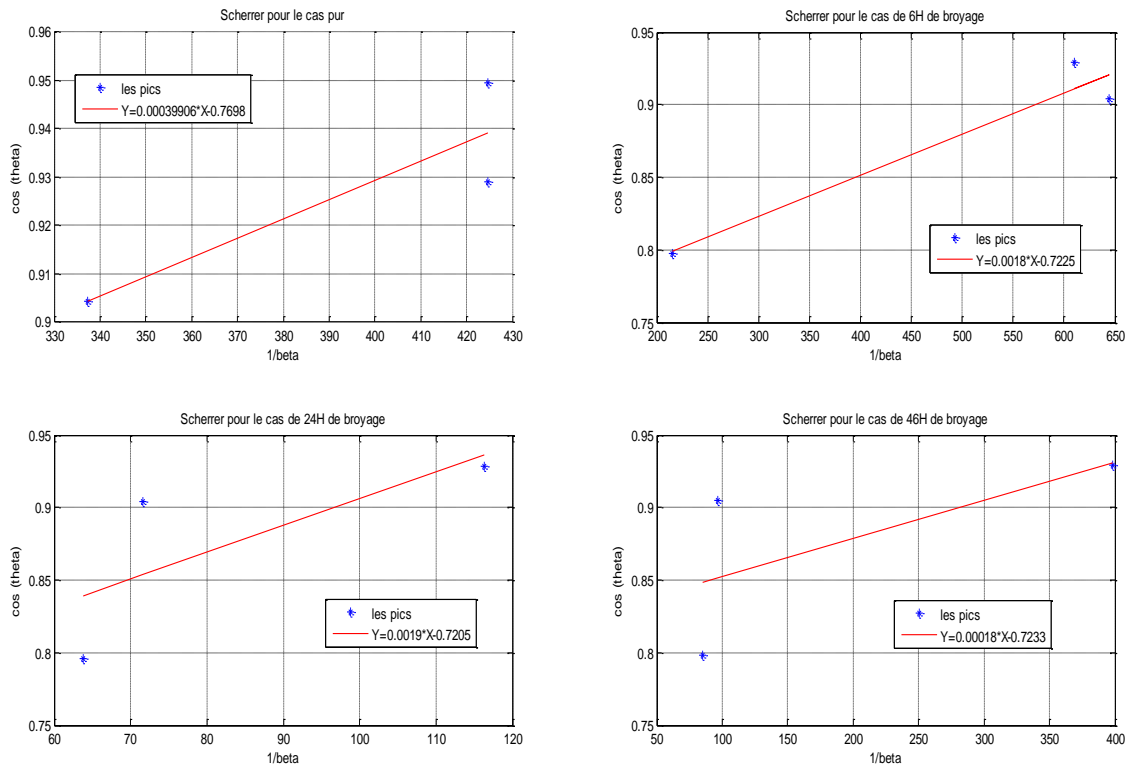 Scherrer pour le cas pur
0.96
0.95
0.94
0.93
0.92
0.91
0.9
cos (theta)
les pics
Y=0.00039906*X-0.7698
330 340 350 360 370 380 390 400 410 420 430
1/beta
Scherrer pour le cas de 6H de broyage
0.95
0.9
0.85
0.8
0.75
cos (theta)
les pics
Y=0.0018*X-0.7225
200 250 300 350 400 450 500 550 600 650
1/beta
Scherrer pour le cas de 24H de broyage
0.95
0.9
0.85
0.8
0.75
cos (theta)
les pics
Y=0.0019*X-0.7205
60 70 80 90 100 110 120
1/beta
Scherrer pour le cas de 46H de broyage
0.95
0.9
0.85
0.8
0.75
cos (theta)
les pics
Y=0.00018*X-0.7233
50 100 150 200 250 300 350 400
1/beta